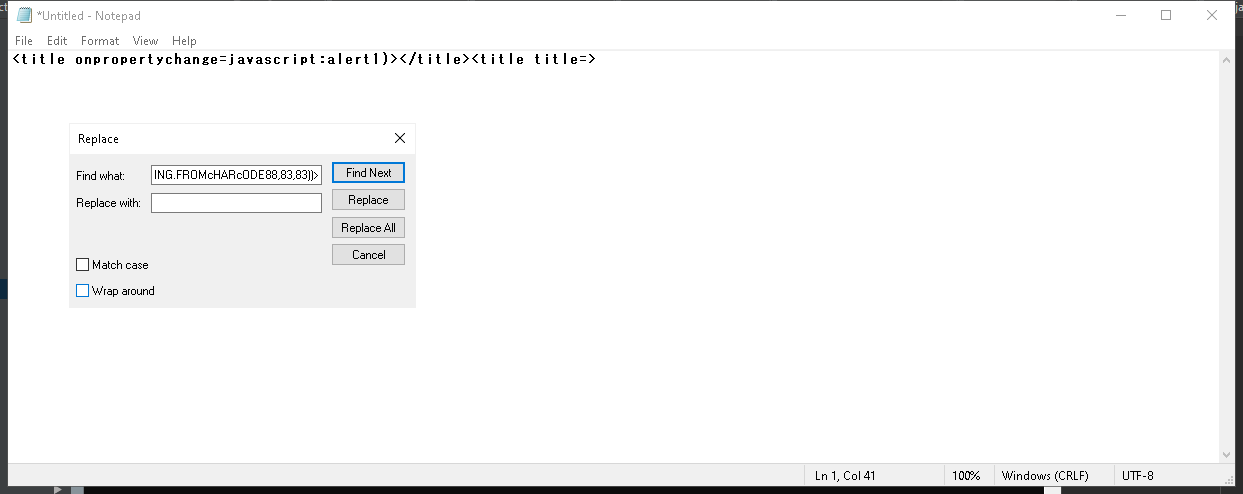 *Untitled - Notepad
File Edit Format View Help
<title onpropertychange=javascript:alert1)></title><title title=>
Replace
Find what: ING.FROMcHARcODE88,83,83))> Find Next
Replace with: Replace
Replace All
Cancel
Match case
Wrap around
Ln 1, Col 41 100% Windows (CRLF) UTF-8